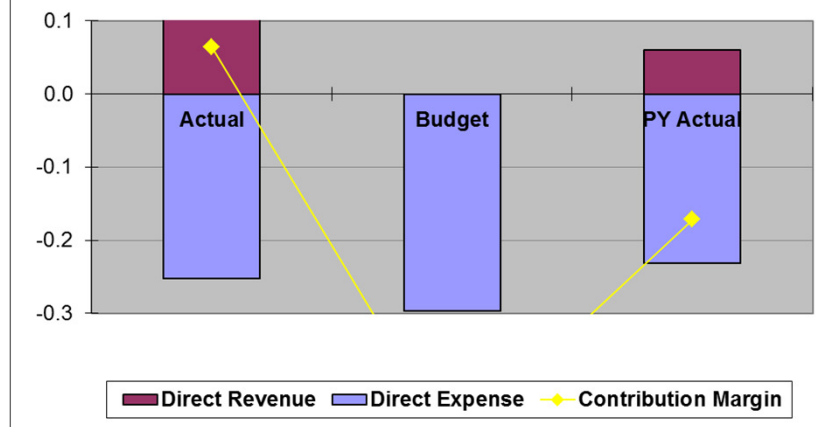 0.1
0.0
Actual Budget PY Actual
-0.1
-0.2
-0.3
Direct Revenue Direct Expense Contribution Margin